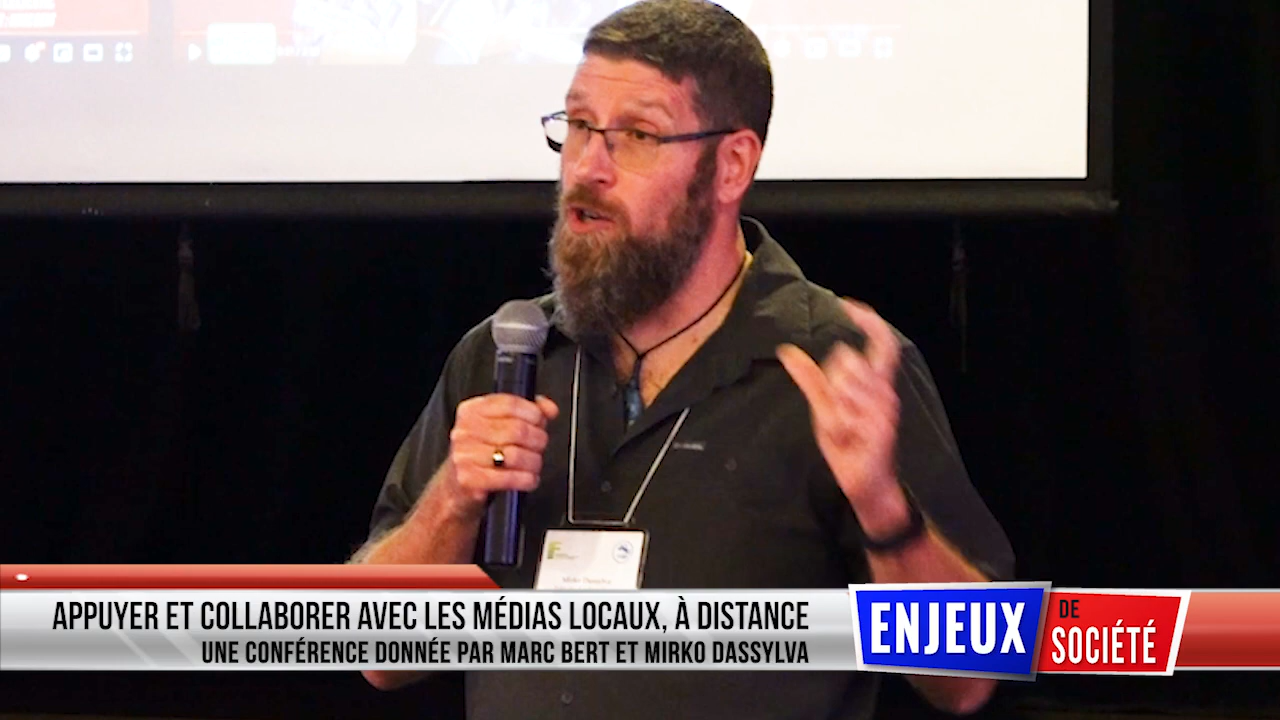 APPUYER ET COLLABORER AVEC LES MÉDIAS LOCAUX, À DISTANCE
UNE CONFÉRENCE DONNÉE PAR MARC BERT ET MIRKO DASSYLVA
ENJEUX
DE
SOCIÉTÉ